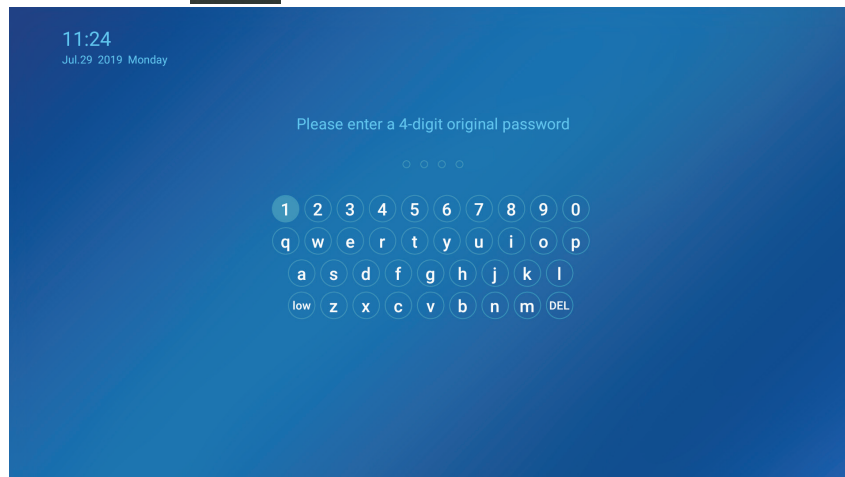 11:24
Jul.29 2019 Monday
Please enter a 4-digit original password
1 2 3 4 5 6 7 8 9 0
q w e r t y u i o p
a s d f g h j k l
low z x c v b n m DEL